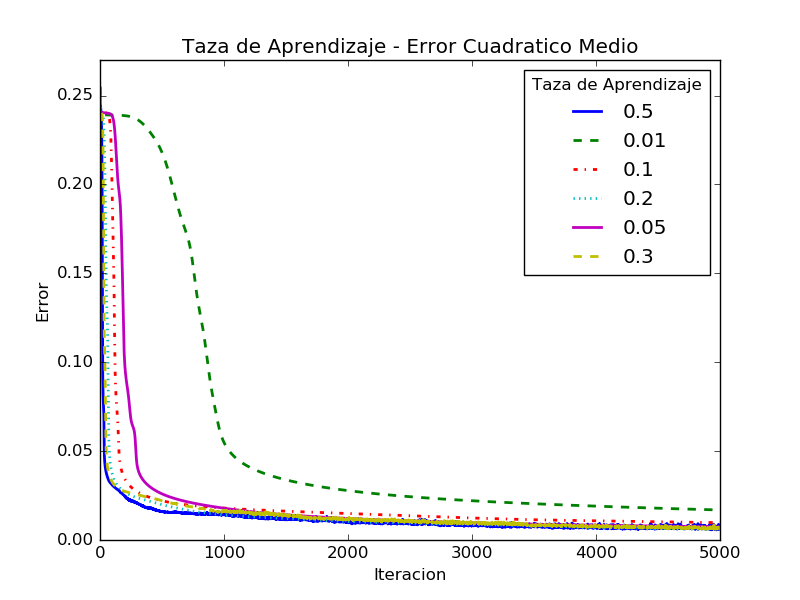 Taza de Aprendizaje - Error Cuadratico Medio
Taza de Aprendizaje
0.5
0.01
0.1
0.2
0.05
0.3
Error
0.25
0.20
0.15
0.10
0.05
0.00
0 1000 2000 3000 4000 5000
Iteracion